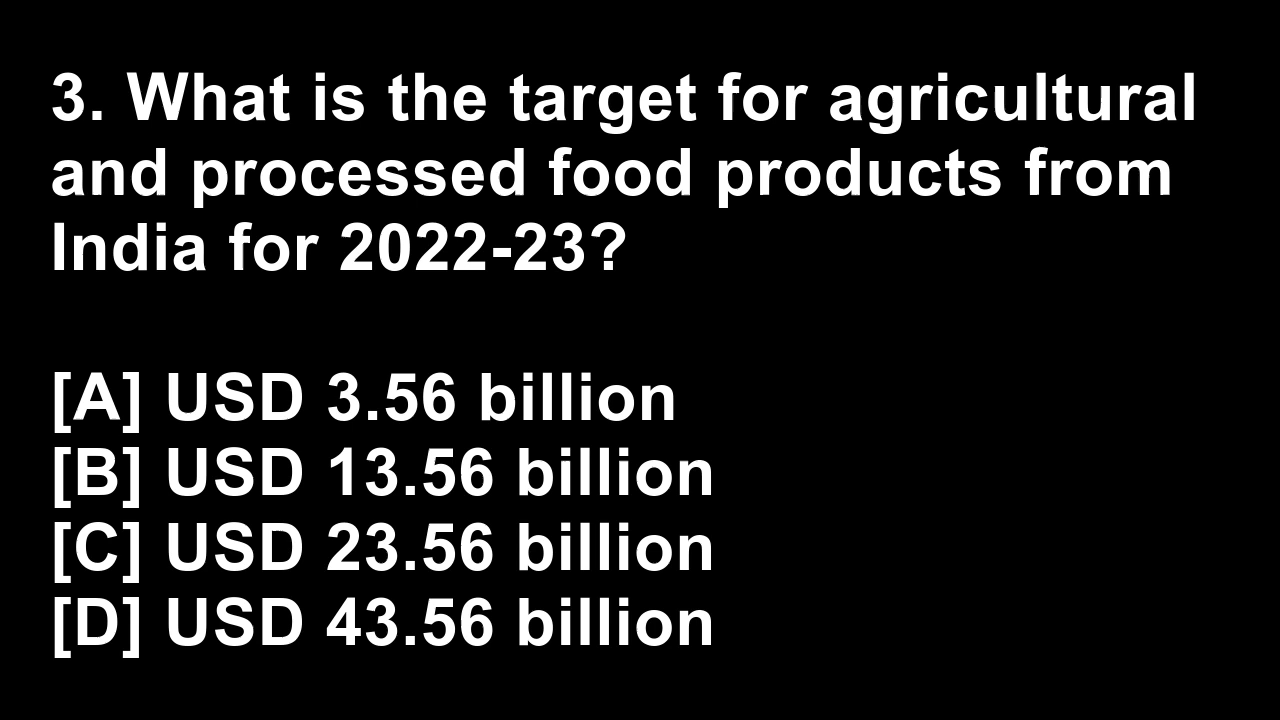 3. What is the target for agricultural
and processed food products from
India for 2022-23?
[A] USD 3.56 billion
[B] USD 13.56 billion
[C] USD 23.56 billion
[D] USD 43.56 billion